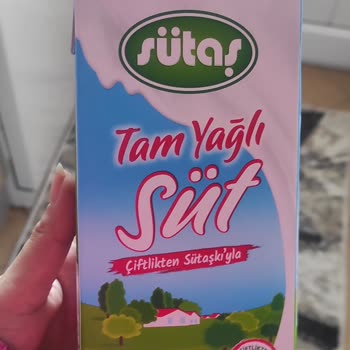 sütaş
Tam Yağlı
Süt
Çiftlikten Sütaşkı'yla